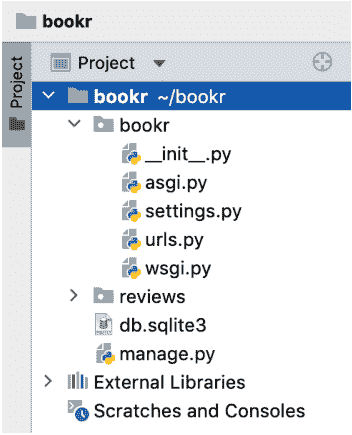 bookr
Project
Project
bookr ~/bookr
bookr
__init__.py
asgi.py
settings.py
urls.py
wsgi.py
reviews
db.sqlite3
manage.py
External Libraries
Scratches and Consoles